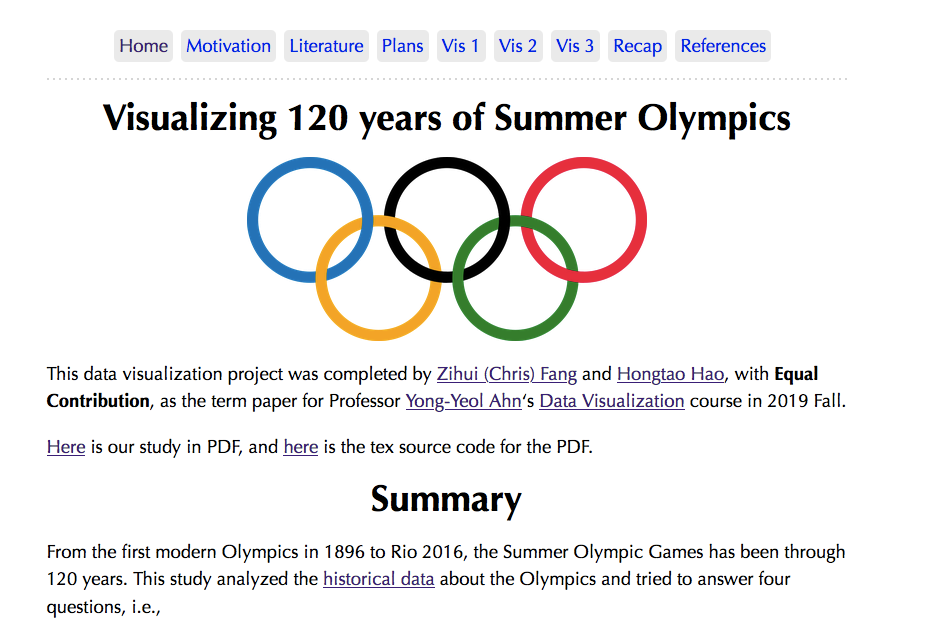 Home Motivation Literature Plans Vis 1 Vis 2 Vis 3 Recap References
Visualizing 120 years of Summer Olympics
This data visualization project was completed by Zihui (Chris) Fang and Hongtao Hao, with Equal
Contribution, as the term paper for Professor Yong-Yeol Ahn‘s Data Visualization course in 2019 Fall.
Here is our study in PDF, and here is the tex source code for the PDF.
Summary
From the first modern Olympics in 1896 to Rio 2016, the Summer Olympic Games has been through
120 years. This study analyzed the historical data about the Olympics and tried to answer four
questions, i.e.,